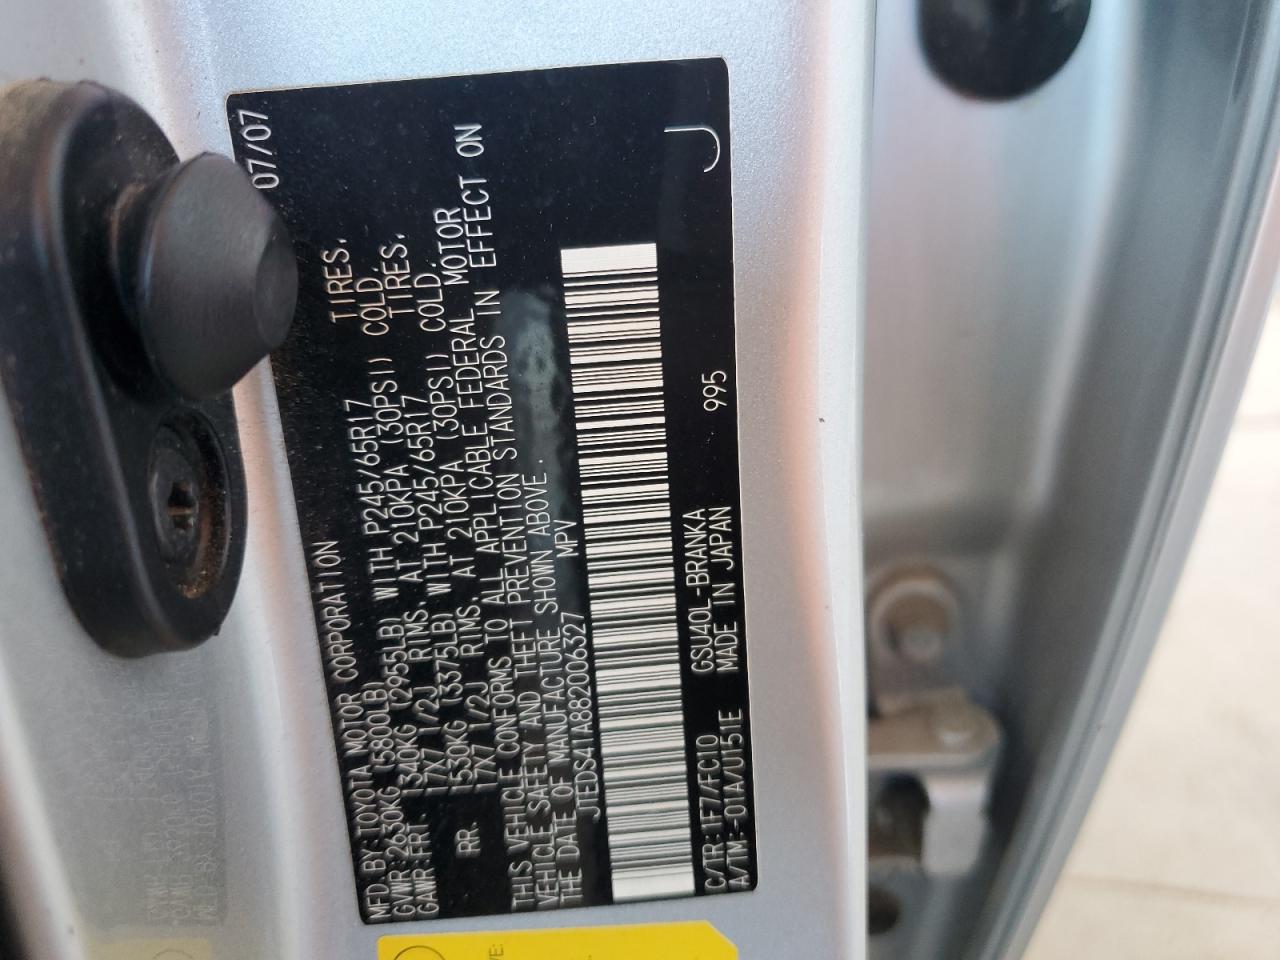 MFD. BY: TOYOTA MOTOR CORPORATION 07/07
GVWR: 2630KG (5800LB)
GAWR: FRT. 1340KG (2955LB) WITH P245/65R17 TIRES.
17X7 1/2J RIMS. AT 210KPA (30PSI) COLD.
RR. 1530KG (3375LB) WITH P245/65R17 TIRES.
17X7 1/2J RIMS. AT 210KPA (30PSI) COLD.
THIS VEHICLE CONFORMS TO ALL APPLICABLE FEDERAL MOTOR
VEHICLE SAFETY AND THEFT PREVENTION STANDARDS IN EFFECT ON
THE DATE OF MANUFACTURE SHOWN ABOVE.
JTEDS41A882006327 MPV
C/TR: 1F7/FC10 GSU40L-BRANKA 995
A/TM: -01A/U151E MADE IN JAPAN
J